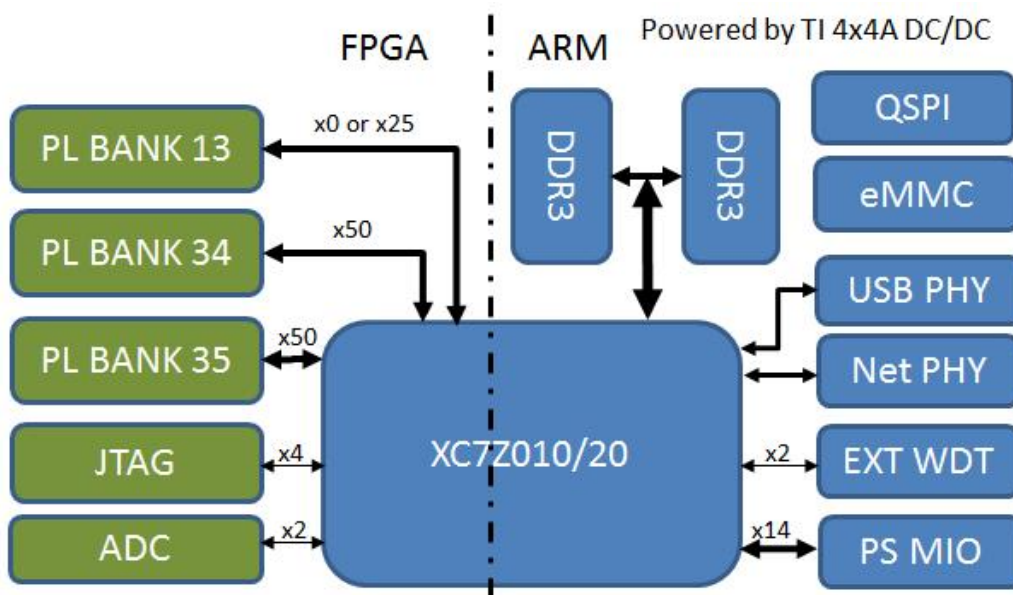 FPGA
ARM
Powered by TI 4x4A DC/DC
PL BANK 13
x0 or x25
DDR3
DDR3
QSPI
PL BANK 34
x50
eMMC
USB PHY
PL BANK 35
x50
Net PHY
JTAG
x4
XC7Z010/20
x2
EXT WDT
ADC
x2
x14
PS MIO